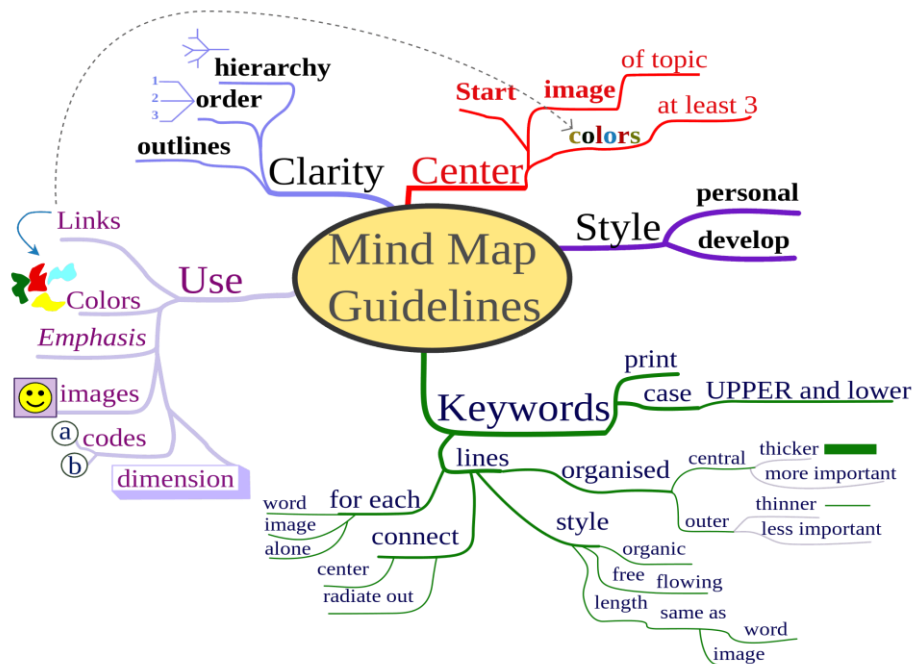 Mind Map
Guidelines
Clarity
hierarchy
1
2
3
order
outlines
Center
Start
image
of topic
colors
at least 3
Style
personal
develop
Use
Links
Colors
Emphasis
images
codes
a
b
dimension
Keywords
print
case
UPPER and lower
lines
organised
central
thicker
more important
outer
thinner
less important
style
organic
free
flowing
length
same as
word
image
for each
word
image
alone
connect
center
radiate out